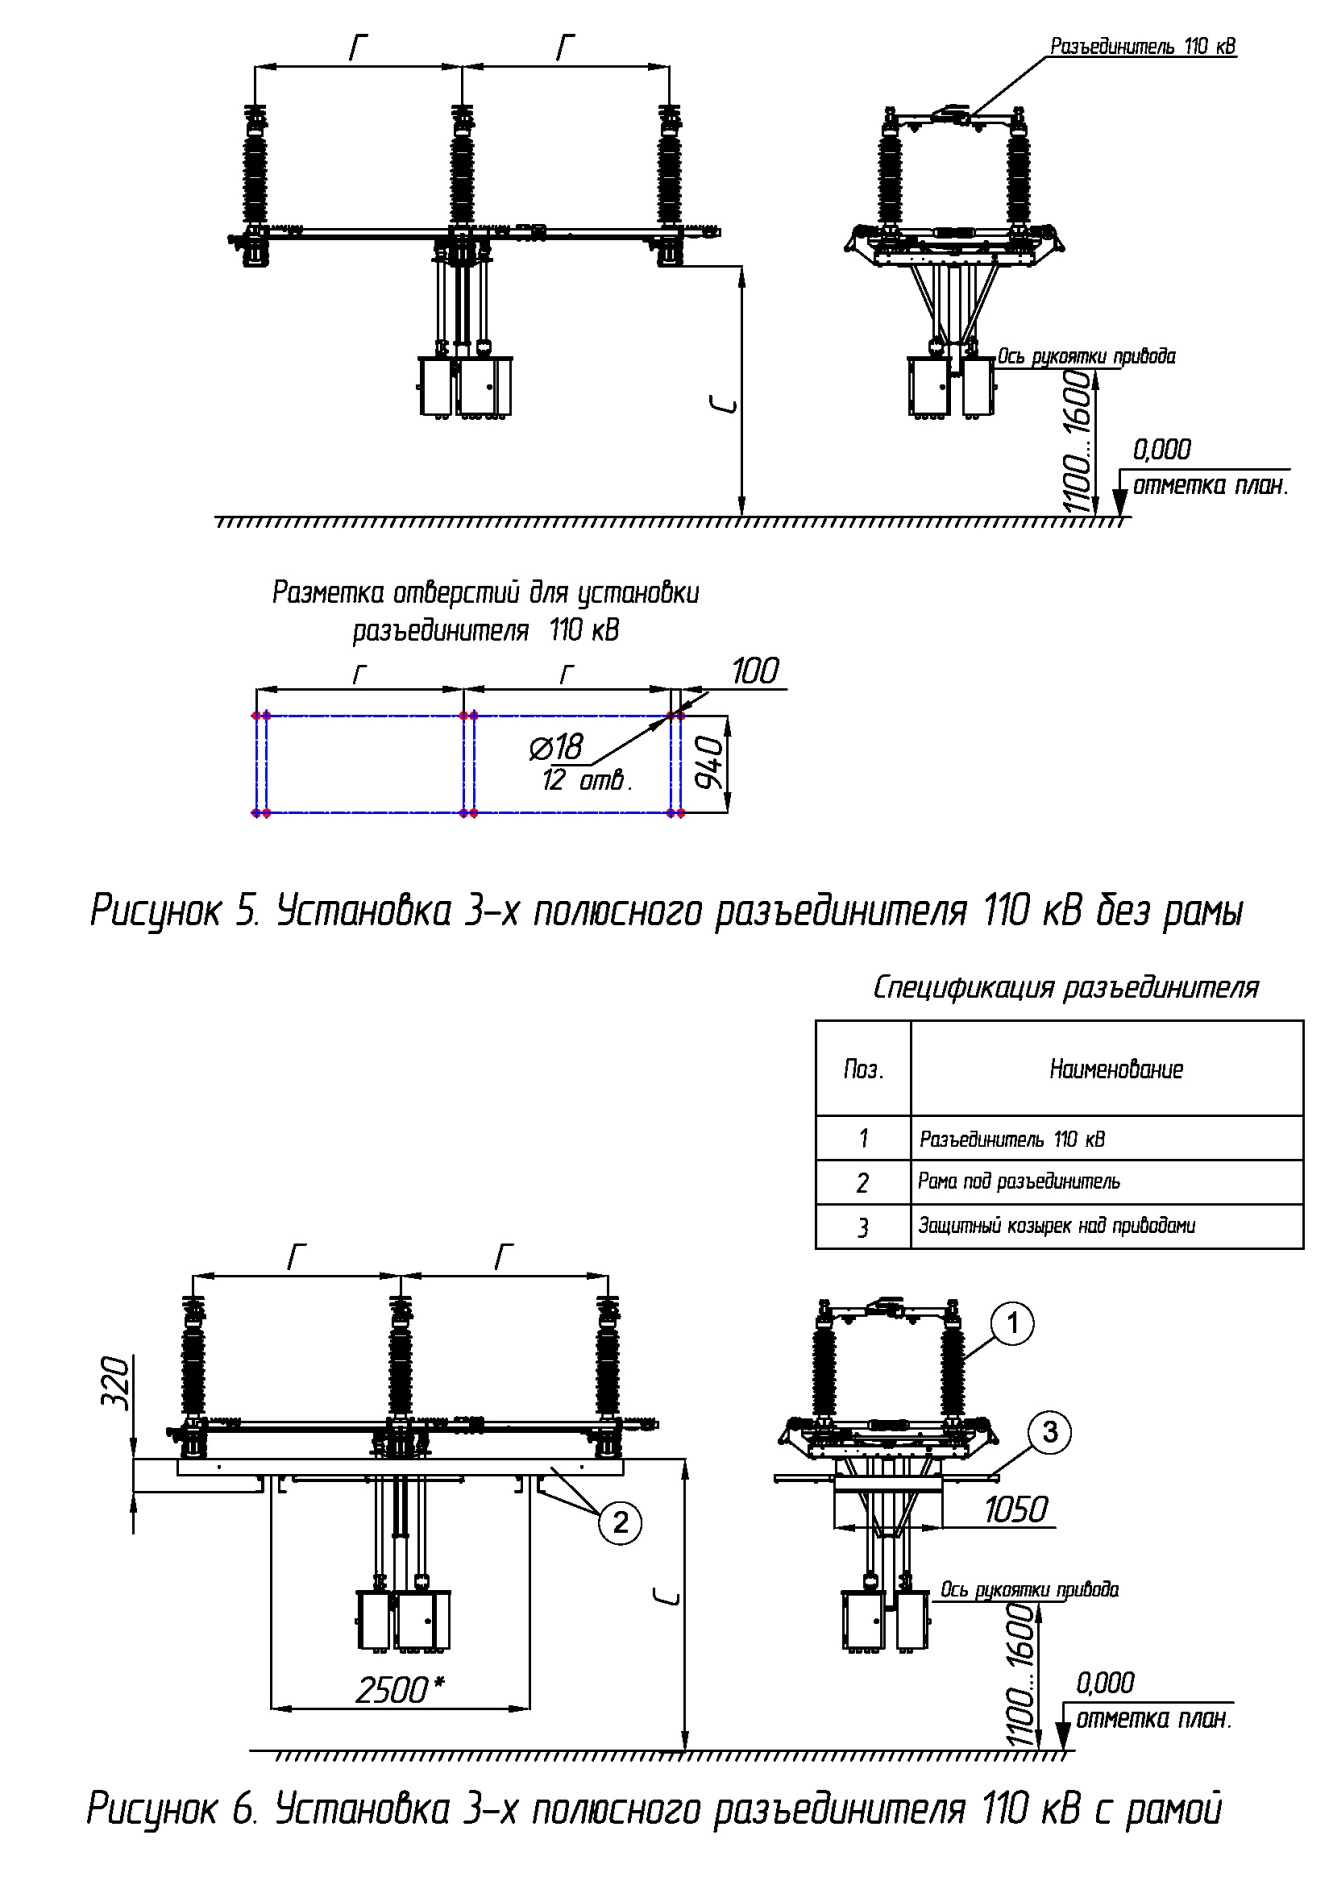 Г
Г
Разъединитель 110 кВ
Ось рукоятки привода
С
1100...1600
0,000
отметка план.
Разметка отверстий для установки
разъединителя 110 кВ
Г
Г
100
⌀18
12 отв.
940
Рисунок 5. Установка 3-х полюсного разъединителя 110 кВ без рамы
Спецификация разъединителя
Поз.
Наименование
1
Разъединитель 110 кВ
2
Рама под разъединитель
3
Защитный козырек над приводами
Г
Г
320
1
3
2
1050
С
Ось рукоятки привода
1100...1600
2500*
0,000
отметка план.
Рисунок 6. Установка 3-х полюсного разъединителя 110 кВ с рамой